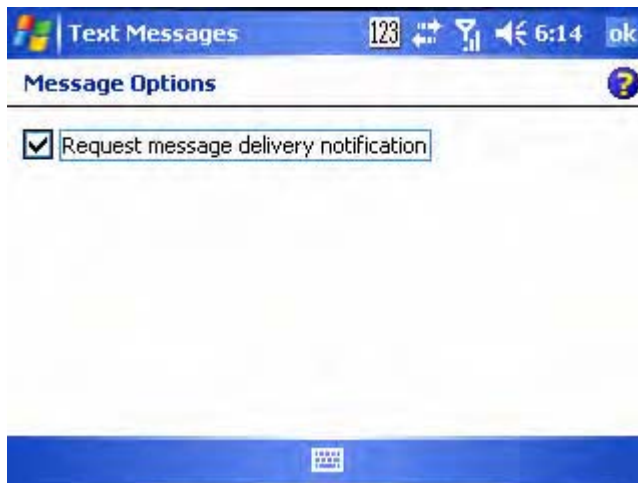 Text Messages 123 6:14 ok
Message Options ?
Request message delivery notification